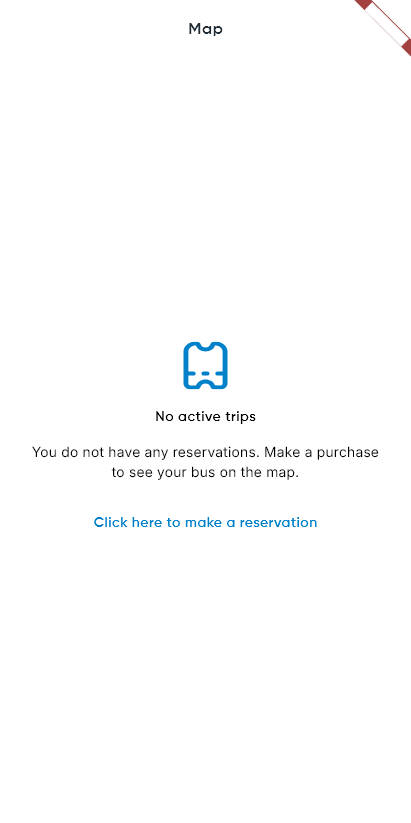 Map
No active trips
You do not have any reservations. Make a purchase
to see your bus on the map.
Click here to make a reservation